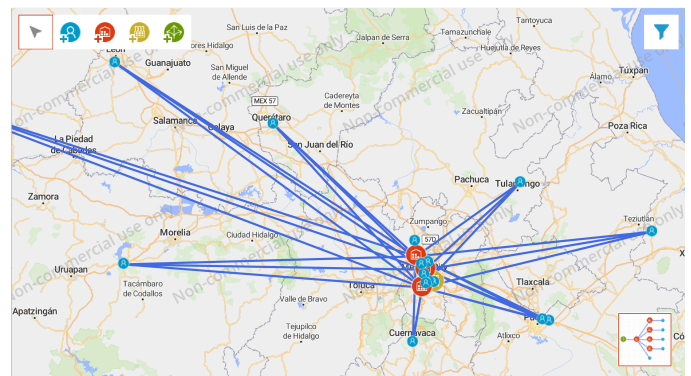 San Luis de la Paz
Jalpan de Serra
Tamazunchale
Tantoyuca
León
ores Hidalgo
Huejutla de Reyes
Guanajuato
San Miguel
de Allende
Álamo
Túxpan
Cadereyta
de Montes
MEX 57
Zacualtipán
Salamanca
Celaya
Querétaro
Poza Rica
La Piedad
de Cabadas
San Juan del Río
Pachuca
Tulancingo
Zamora
Zumpango
Teziutlán
Morelia
Ciudad Hidalgo
57D
Uruapan
Toluca
Tlaxcala
Tacámbaro
de Codallos
Valle de Bravo
Apatzingán
Tejupilco
de Hidalgo
Cuernavaca
Atlixco
Non-commercial use only
Non-commercial use only
Non-commercial use only
Non-commercial use only